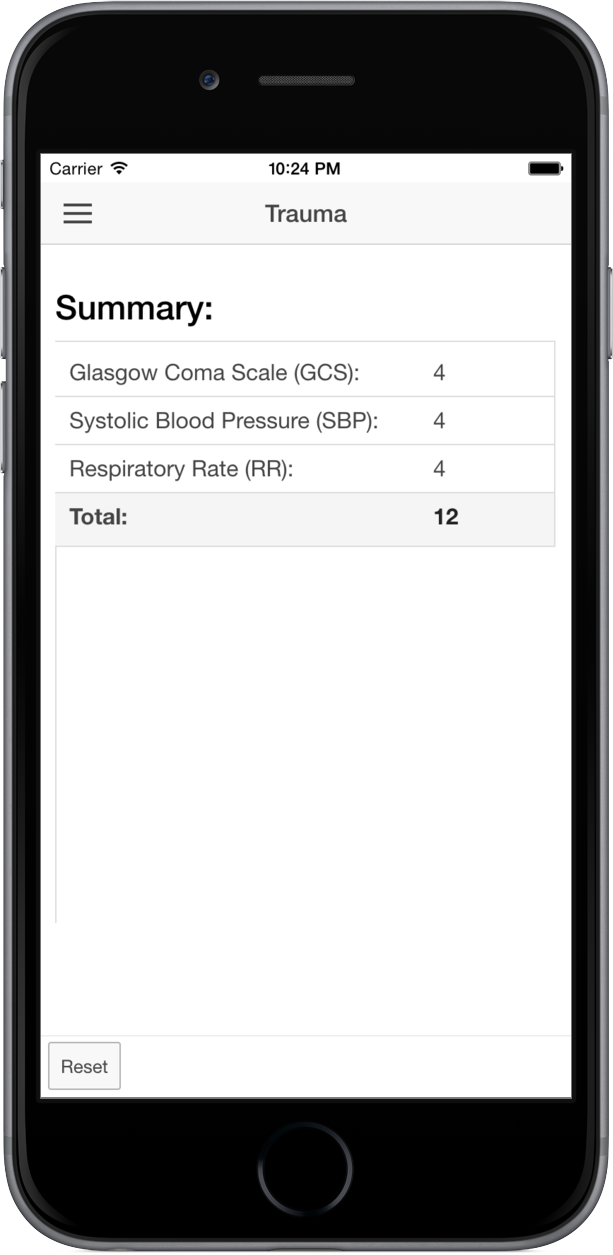 Carrier 10:24 PM
Trauma
Summary:
Glasgow Coma Scale (GCS): 4
Systolic Blood Pressure (SBP): 4
Respiratory Rate (RR): 4
Total: 12
Reset